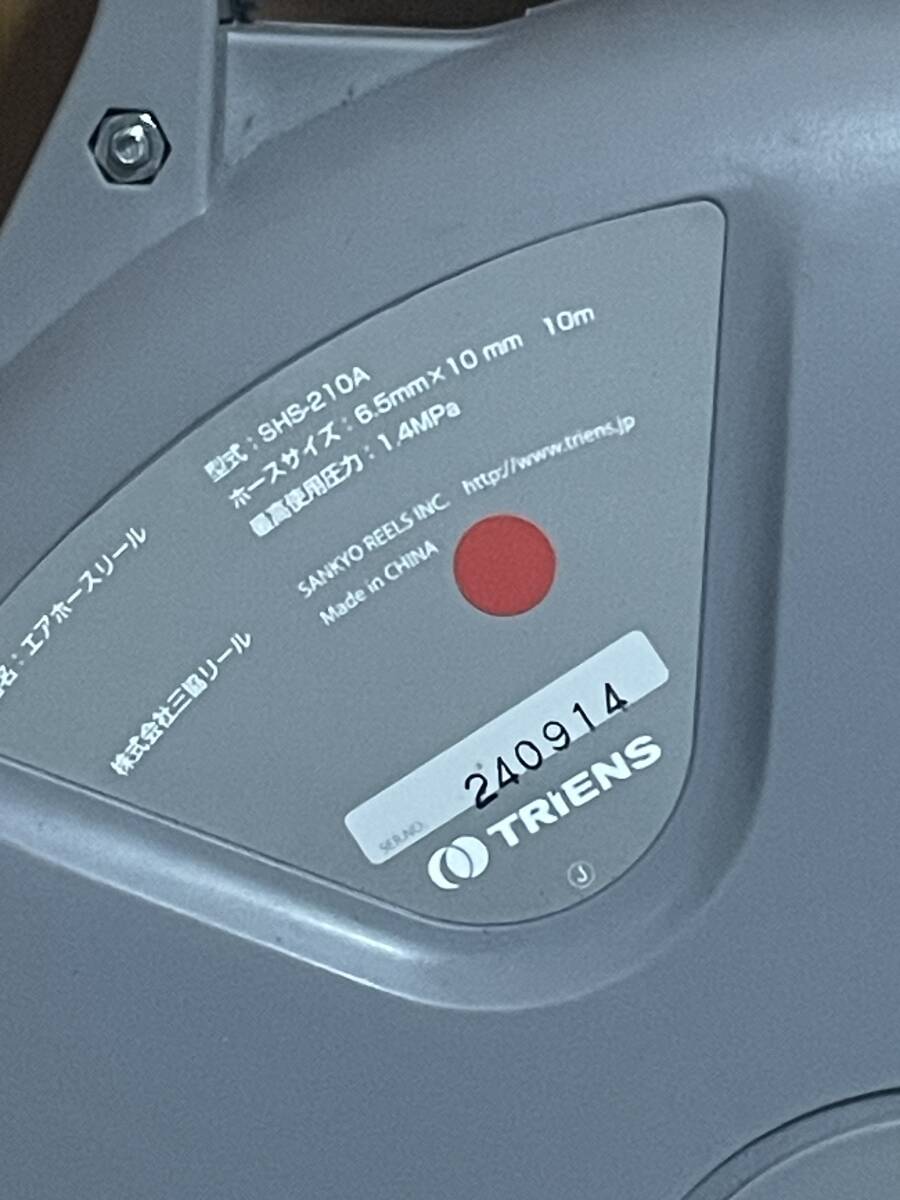 名：エアホースリール
型式：SHS-210A
ホースサイズ：6.5mm×10 mm 10m
最高使用圧力：1.4MPa
株式会社三協リール
SANKYO REELS INC. http://www.triens.jp
Made in CHINA
SER.NO. 240914
TRIENS
J